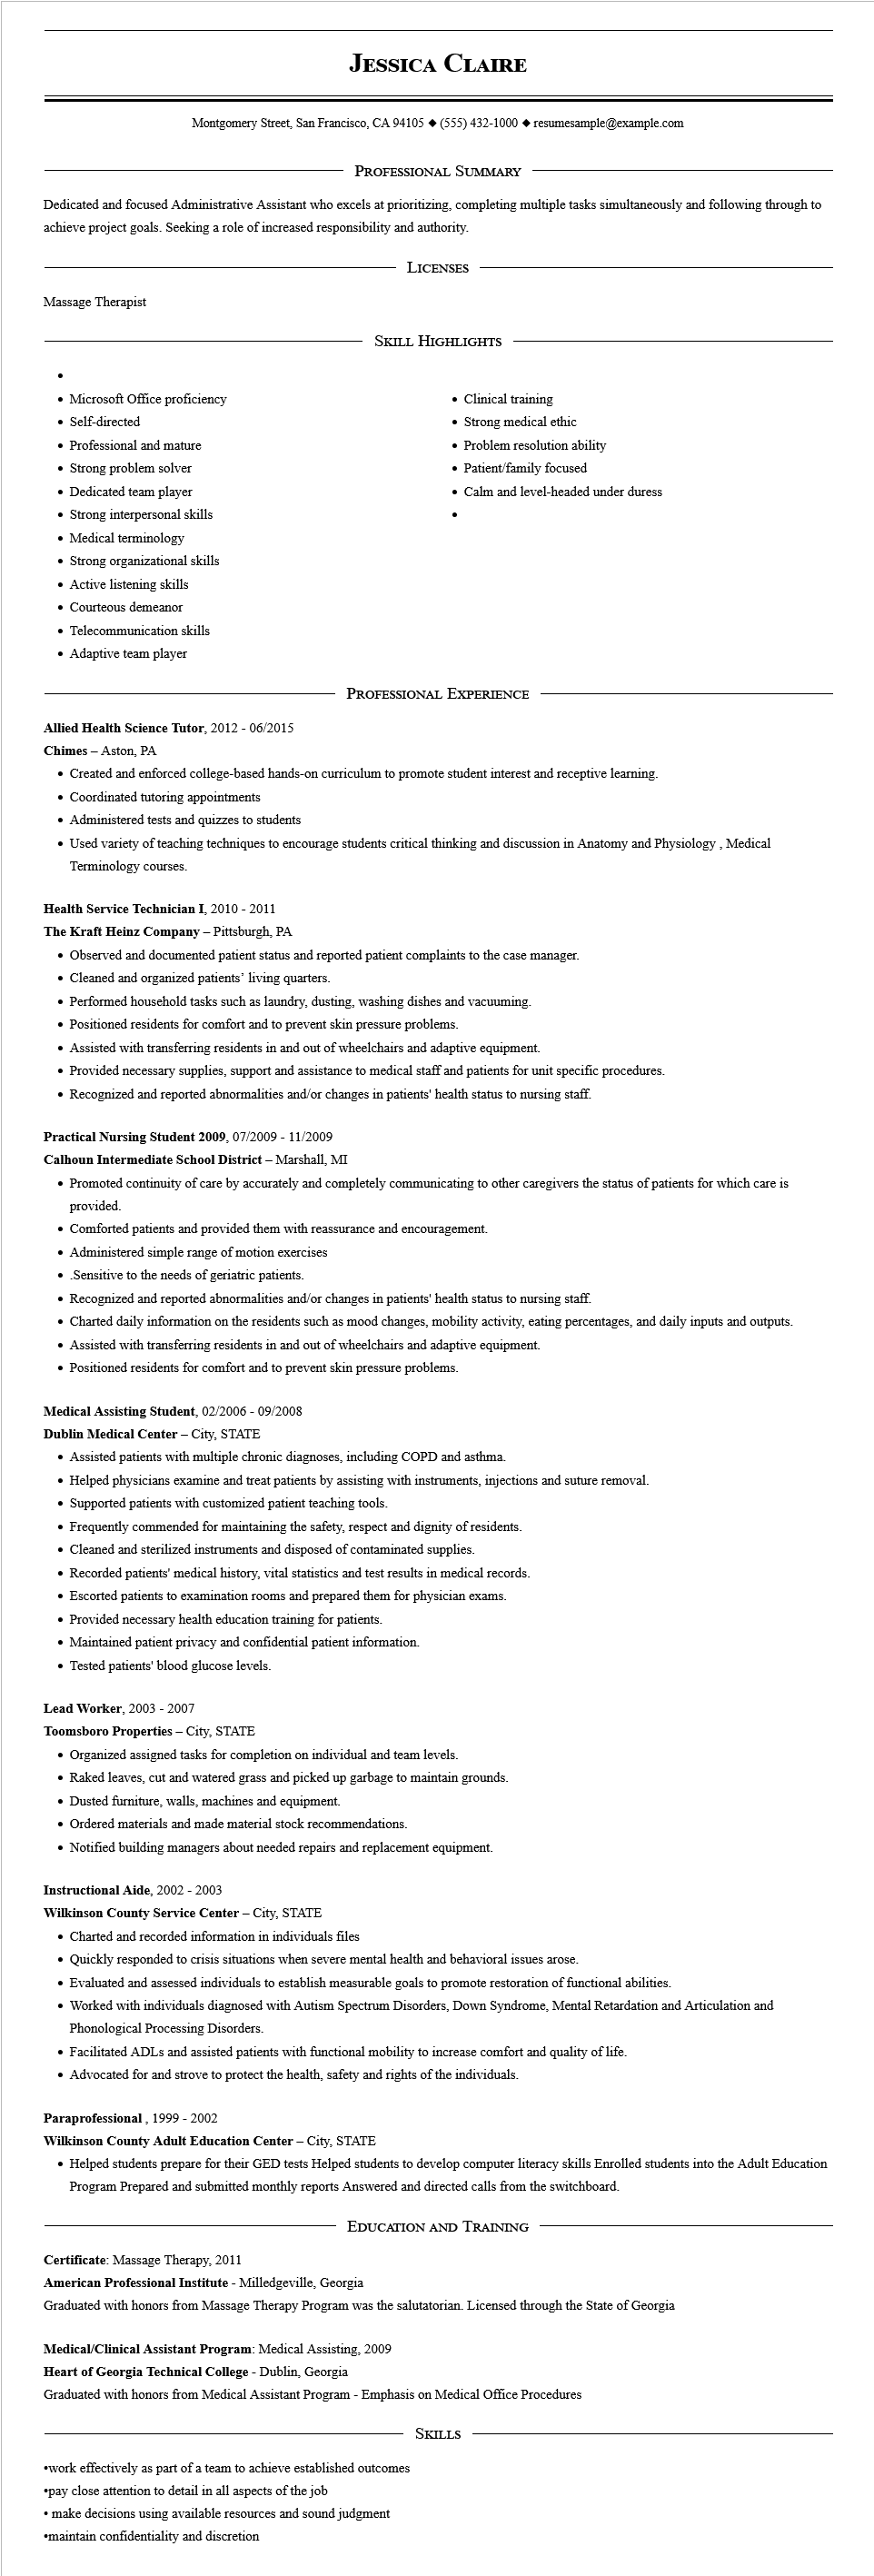 Jessica Claire
Montgomery Street, San Francisco, CA 94105 ◆ (555) 432-1000 ◆ resumesample@example.com
Professional Summary
Dedicated and focused Administrative Assistant who excels at prioritizing, completing multiple tasks simultaneously and following through to
achieve project goals. Seeking a role of increased responsibility and authority.
Licenses
Massage Therapist
Skill Highlights
•
• Microsoft Office proficiency
• Self-directed
• Professional and mature
• Strong problem solver
• Dedicated team player
• Strong interpersonal skills
• Medical terminology
• Strong organizational skills
• Active listening skills
• Courteous demeanor
• Telecommunication skills
• Adaptive team player
• Clinical training
• Strong medical ethic
• Problem resolution ability
• Patient/family focused
• Calm and level-headed under duress
•
Professional Experience
Allied Health Science Tutor, 2012 - 06/2015
Chimes – Aston, PA
• Created and enforced college-based hands-on curriculum to promote student interest and receptive learning.
• Coordinated tutoring appointments
• Administered tests and quizzes to students
• Used variety of teaching techniques to encourage students critical thinking and discussion in Anatomy and Physiology , Medical
Terminology courses.
Health Service Technician I, 2010 - 2011
The Kraft Heinz Company – Pittsburgh, PA
• Observed and documented patient status and reported patient complaints to the case manager.
• Cleaned and organized patients’ living quarters.
• Performed household tasks such as laundry, dusting, washing dishes and vacuuming.
• Positioned residents for comfort and to prevent skin pressure problems.
• Assisted with transferring residents in and out of wheelchairs and adaptive equipment.
• Provided necessary supplies, support and assistance to medical staff and patients for unit specific procedures.
• Recognized and reported abnormalities and/or changes in patients' health status to nursing staff.
Practical Nursing Student 2009, 07/2009 - 11/2009
Calhoun Intermediate School District – Marshall, MI
• Promoted continuity of care by accurately and completely communicating to other caregivers the status of patients for which care is
provided.
• Comforted patients and provided them with reassurance and encouragement.
• Administered simple range of motion exercises
• .Sensitive to the needs of geriatric patients.
• Recognized and reported abnormalities and/or changes in patients' health status to nursing staff.
• Charted daily information on the residents such as mood changes, mobility activity, eating percentages, and daily inputs and outputs.
• Assisted with transferring residents in and out of wheelchairs and adaptive equipment.
• Positioned residents for comfort and to prevent skin pressure problems.
Medical Assisting Student, 02/2006 - 09/2008
Dublin Medical Center – City, STATE
• Assisted patients with multiple chronic diagnoses, including COPD and asthma.
• Helped physicians examine and treat patients by assisting with instruments, injections and suture removal.
• Supported patients with customized patient teaching tools.
• Frequently commended for maintaining the safety, respect and dignity of residents.
• Cleaned and sterilized instruments and disposed of contaminated supplies.
• Recorded patients' medical history, vital statistics and test results in medical records.
• Escorted patients to examination rooms and prepared them for physician exams.
• Provided necessary health education training for patients.
• Maintained patient privacy and confidential patient information.
• Tested patients' blood glucose levels.
Lead Worker, 2003 - 2007
Toomsboro Properties – City, STATE
• Organized assigned tasks for completion on individual and team levels.
• Raked leaves, cut and watered grass and picked up garbage to maintain grounds.
• Dusted furniture, walls, machines and equipment.
• Ordered materials and made material stock recommendations.
• Notified building managers about needed repairs and replacement equipment.
Instructional Aide, 2002 - 2003
Wilkinson County Service Center – City, STATE
• Charted and recorded information in individuals files
• Quickly responded to crisis situations when severe mental health and behavioral issues arose.
• Evaluated and assessed individuals to establish measurable goals to promote restoration of functional abilities.
• Worked with individuals diagnosed with Autism Spectrum Disorders, Down Syndrome, Mental Retardation and Articulation and
Phonological Processing Disorders.
• Facilitated ADLs and assisted patients with functional mobility to increase comfort and quality of life.
• Advocated for and strove to protect the health, safety and rights of the individuals.
Paraprofessional , 1999 - 2002
Wilkinson County Adult Education Center – City, STATE
• Helped students prepare for their GED tests Helped students to develop computer literacy skills Enrolled students into the Adult Education
Program Prepared and submitted monthly reports Answered and directed calls from the switchboard.
Education and Training
Certificate: Massage Therapy, 2011
American Professional Institute - Milledgeville, Georgia
Graduated with honors from Massage Therapy Program was the salutatorian. Licensed through the State of Georgia
Medical/Clinical Assistant Program: Medical Assisting, 2009
Heart of Georgia Technical College - Dublin, Georgia
Graduated with honors from Medical Assistant Program - Emphasis on Medical Office Procedures
Skills
•work effectively as part of a team to achieve established outcomes
•pay close attention to detail in all aspects of the job
• make decisions using available resources and sound judgment
•maintain confidentiality and discretion